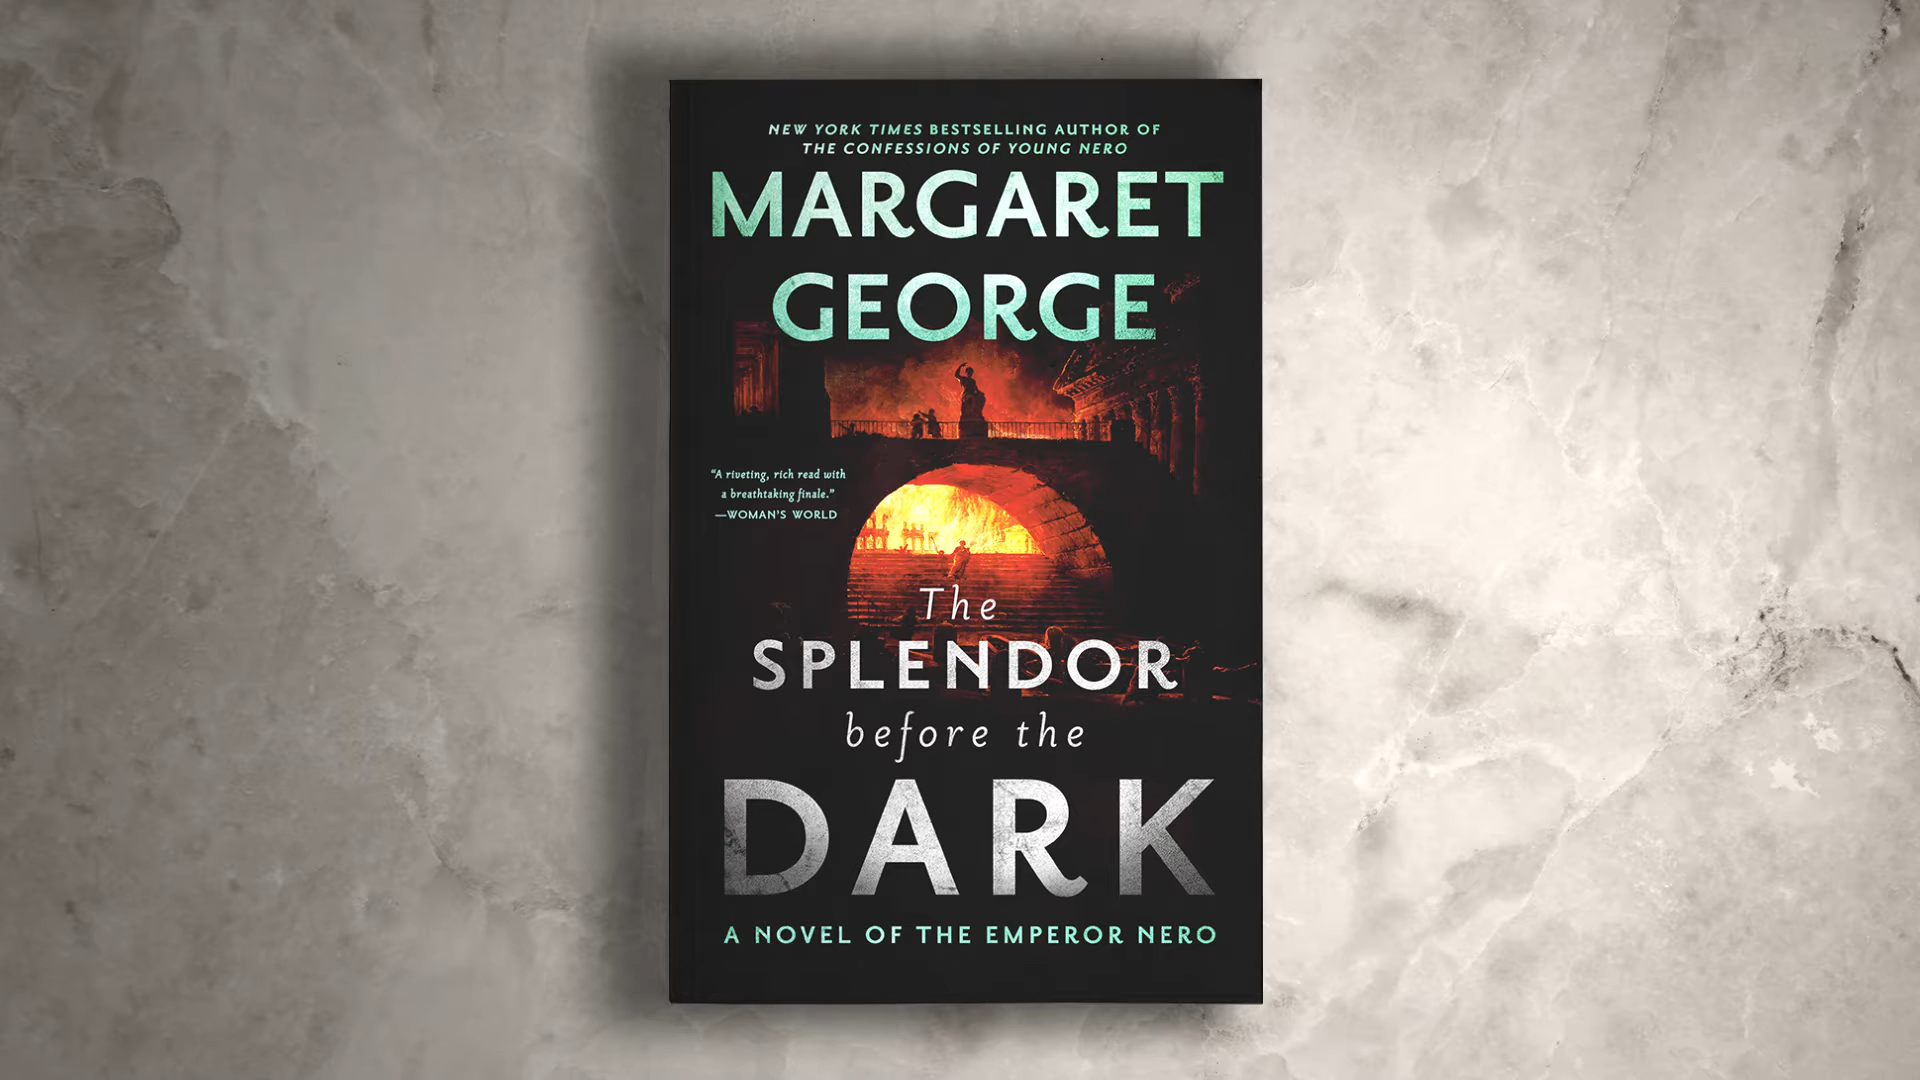 NEW YORK TIMES BESTSELLING AUTHOR OF
THE CONFESSIONS OF YOUNG NERO
MARGARET
GEORGE
“A riveting, rich read with
a breathtaking finale.”
—WOMAN'S WORLD
The
SPLENDOR
before the
DARK
A NOVEL OF THE EMPEROR NERO